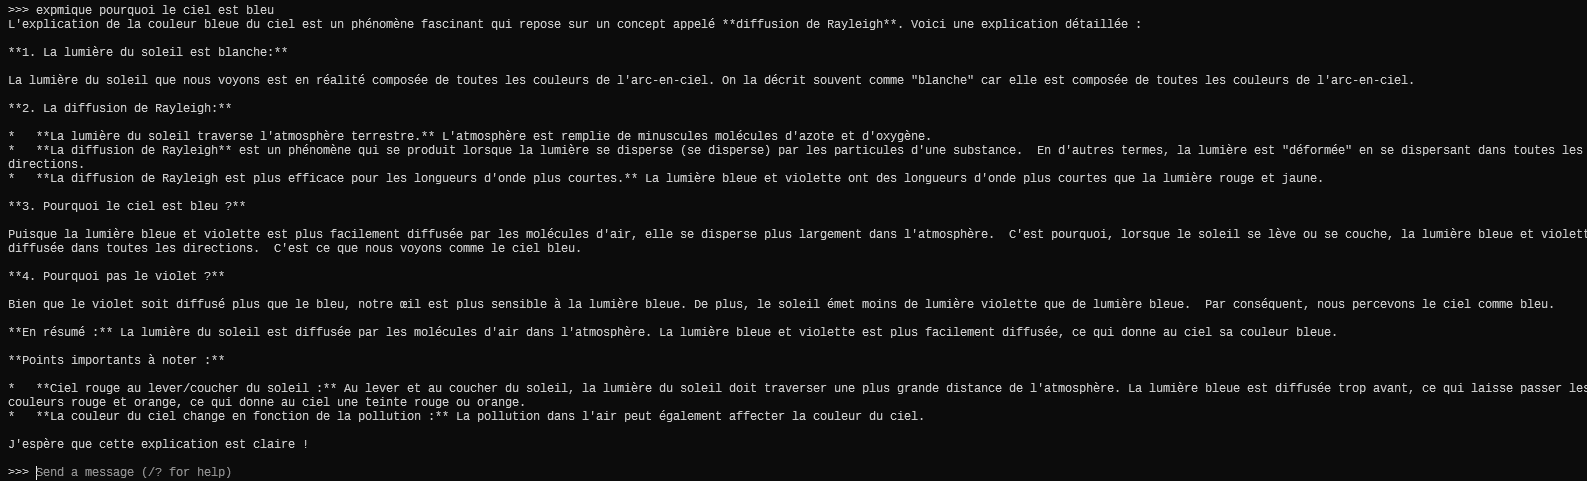 >>> expmique pourquoi le ciel est bleu
L'explication de la couleur bleue du ciel est un phénomène fascinant qui repose sur un concept appelé **diffusion de Rayleigh**. Voici une explication détaillée :
**1. La lumière du soleil est blanche:**
La lumière du soleil que nous voyons est en réalité composée de toutes les couleurs de l'arc-en-ciel. On la décrit souvent comme "blanche" car elle est composée de toutes les couleurs de l'arc-en-ciel.
**2. La diffusion de Rayleigh:**
*   **La lumière du soleil traverse l'atmosphère terrestre.** L'atmosphère est remplie de minuscules molécules d'azote et d'oxygène.
*   **La diffusion de Rayleigh** est un phénomène qui se produit lorsque la lumière se disperse (se disperse) par les particules d'une substance.  En d'autres termes, la lumière est "déformée" en se dispersant dans toutes les
directions.
*   **La diffusion de Rayleigh est plus efficace pour les longueurs d'onde plus courtes.** La lumière bleue et violette ont des longueurs d'onde plus courtes que la lumière rouge et jaune.
**3. Pourquoi le ciel est bleu ?**
Puisque la lumière bleue et violette est plus facilement diffusée par les molécules d'air, elle se disperse plus largement dans l'atmosphère.  C'est pourquoi, lorsque le soleil se lève ou se couche, la lumière bleue et violett
diffusée dans toutes les directions.  C'est ce que nous voyons comme le ciel bleu.
**4. Pourquoi pas le violet ?**
Bien que le violet soit diffusé plus que le bleu, notre œil est plus sensible à la lumière bleue. De plus, le soleil émet moins de lumière violette que de lumière bleue.  Par conséquent, nous percevons le ciel comme bleu.
**En résumé :** La lumière du soleil est diffusée par les molécules d'air dans l'atmosphère. La lumière bleue et violette est plus facilement diffusée, ce qui donne au ciel sa couleur bleue.
**Points importants à noter :**
*   **Ciel rouge au lever/coucher du soleil :** Au lever et au coucher du soleil, la lumière du soleil doit traverser une plus grande distance de l'atmosphère. La lumière bleue est diffusée trop avant, ce qui laisse passer les
couleurs rouge et orange, ce qui donne au ciel une teinte rouge ou orange.
*   **La couleur du ciel change en fonction de la pollution :** La pollution dans l'air peut également affecter la couleur du ciel.
J'espère que cette explication est claire !
>>> Send a message (/? for help)